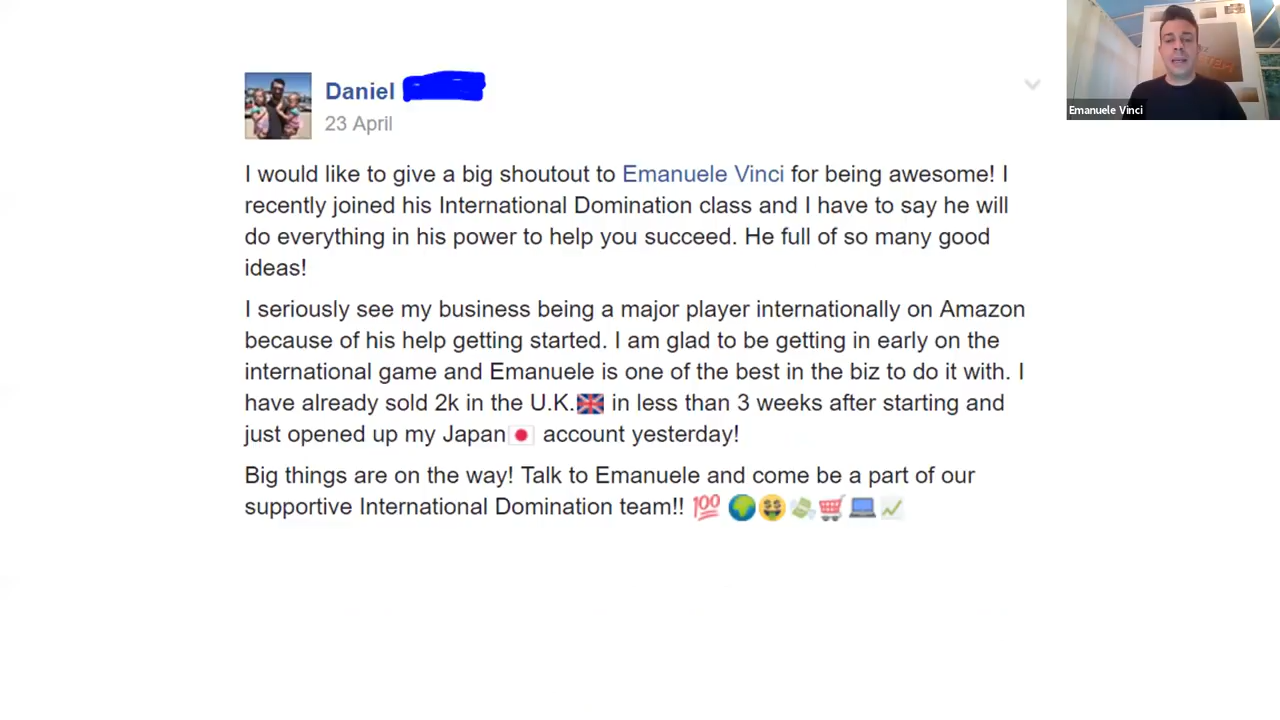 Daniel
23 April
I would like to give a big shoutout to Emanuele Vinci for being awesome! I
recently joined his International Domination class and I have to say he will
do everything in his power to help you succeed. He full of so many good
ideas!
I seriously see my business being a major player internationally on Amazon
because of his help getting started. I am glad to be getting in early on the
international game and Emanuele is one of the best in the biz to do it with. I
have already sold 2k in the U.K.🇬🇧 in less than 3 weeks after starting and
just opened up my Japan🇯🇵 account yesterday!
Big things are on the way! Talk to Emanuele and come be a part of our
supportive International Domination team!! 💯 🌍🤑💸🛒💻📈
Emanuele Vinci